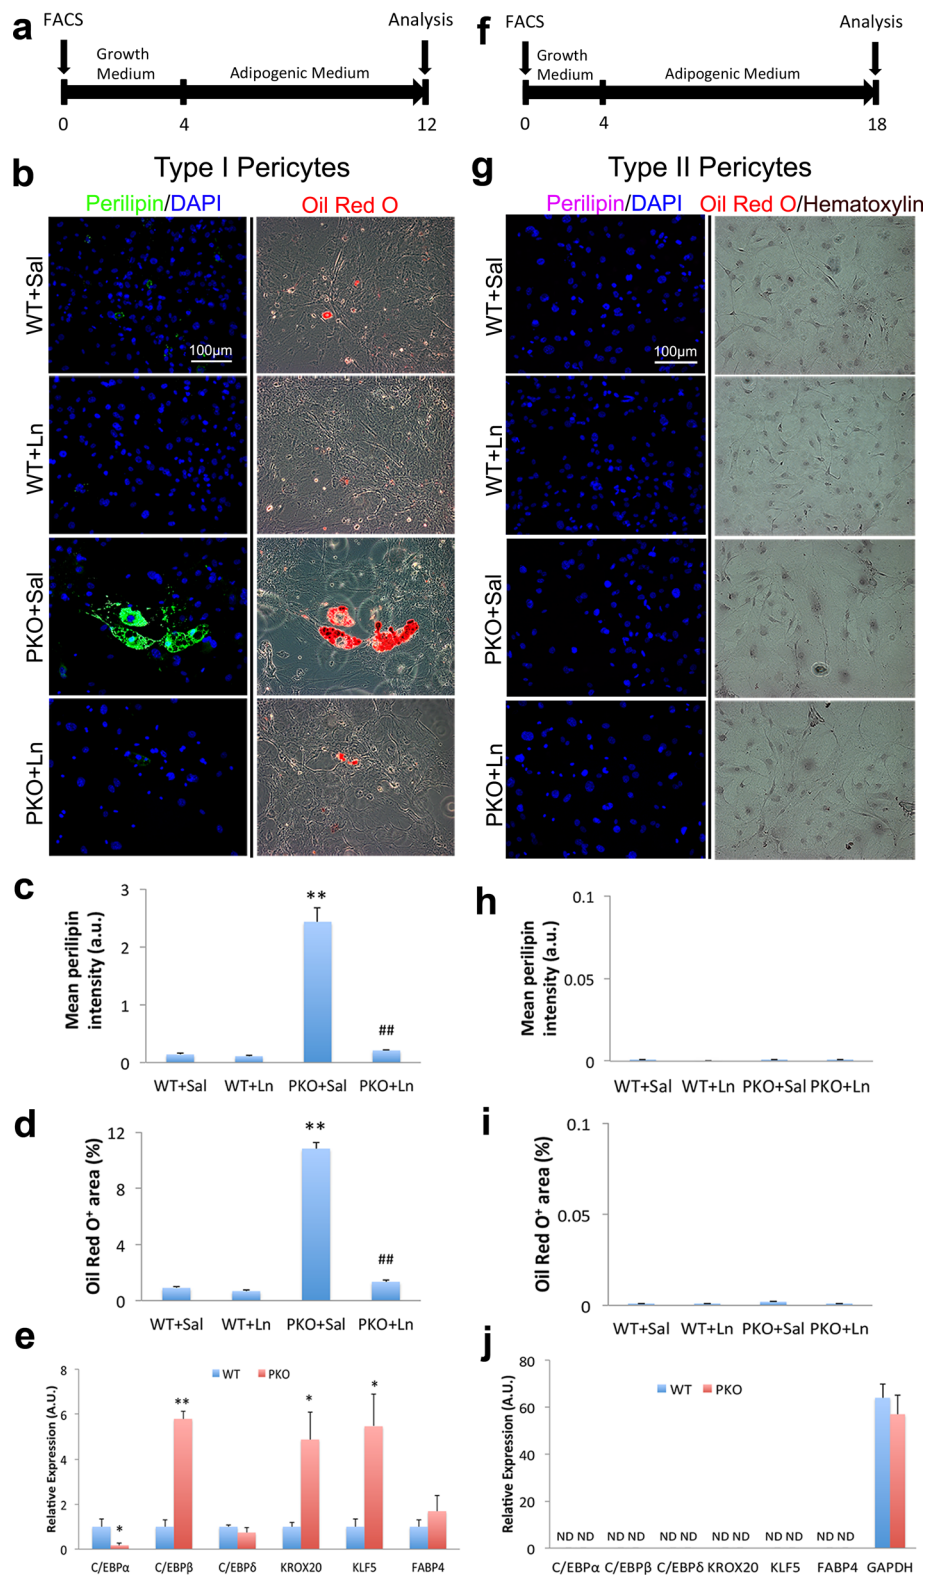 a
FACS
Analysis
Growth
Medium
Adipogenic Medium
0
4
12
f
FACS
Analysis
Growth
Medium
Adipogenic Medium
0
4
18
b
Type I Pericytes
Perilipin/DAPI
Oil Red O
WT+Sal
100µm
WT+Ln
PKO+Sal
PKO+Ln
g
Type II Pericytes
Perilipin/DAPI
Oil Red O/Hematoxylin
WT+Sal
100µm
WT+Ln
PKO+Sal
PKO+Ln
c
Mean perilipin
intensity (a.u.)
3
2
1
0
**
##
WT+Sal WT+Ln PKO+Sal PKO+Ln
h
Mean perilipin
intensity (a.u.)
0.1
0.05
0
WT+Sal WT+Ln PKO+Sal PKO+Ln
d
Oil Red O⁺ area (%)
12
8
4
0
**
##
WT+Sal WT+Ln PKO+Sal PKO+Ln
i
Oil Red O⁺ area (%)
0.1
0.05
0
WT+Sal WT+Ln PKO+Sal PKO+Ln
e
WT PKO
Relative Expression (A.U.)
8
6
4
2
0
*
**
*
*
C/EBPα C/EBPβ C/EBPδ KROX20 KLF5 FABP4
j
WT PKO
Relative Expression (A.U.)
80
60
40
20
0
ND ND ND ND ND ND ND ND ND ND ND ND
C/EBPα C/EBPβ C/EBPδ KROX20 KLF5 FABP4 GAPDH